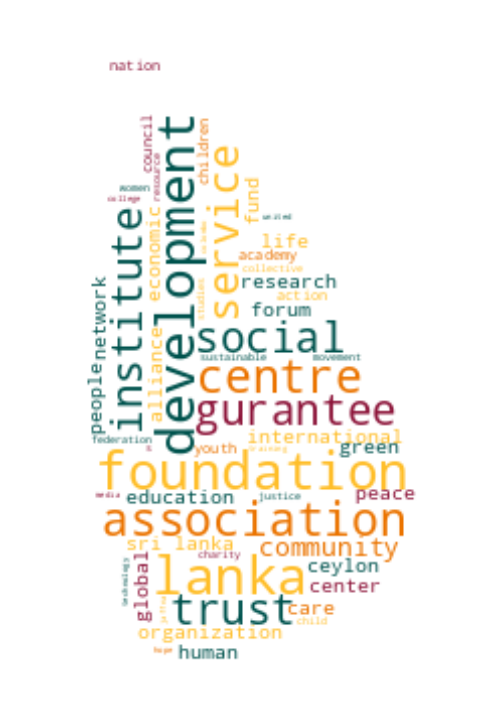 nation
council
resource
children
development
service
fund
women
college
institute
economic
united
life
academy
collective
studies
research
action
people
network
alliance
forum
social
sustainable
movement
centre
gurantee
federation
international
youth
training
green
foundation
media
education
justice
peace
association
sri lanka
community
charity
technology
global
lanka
ceylon
center
trust
care
child
organization
hope
human